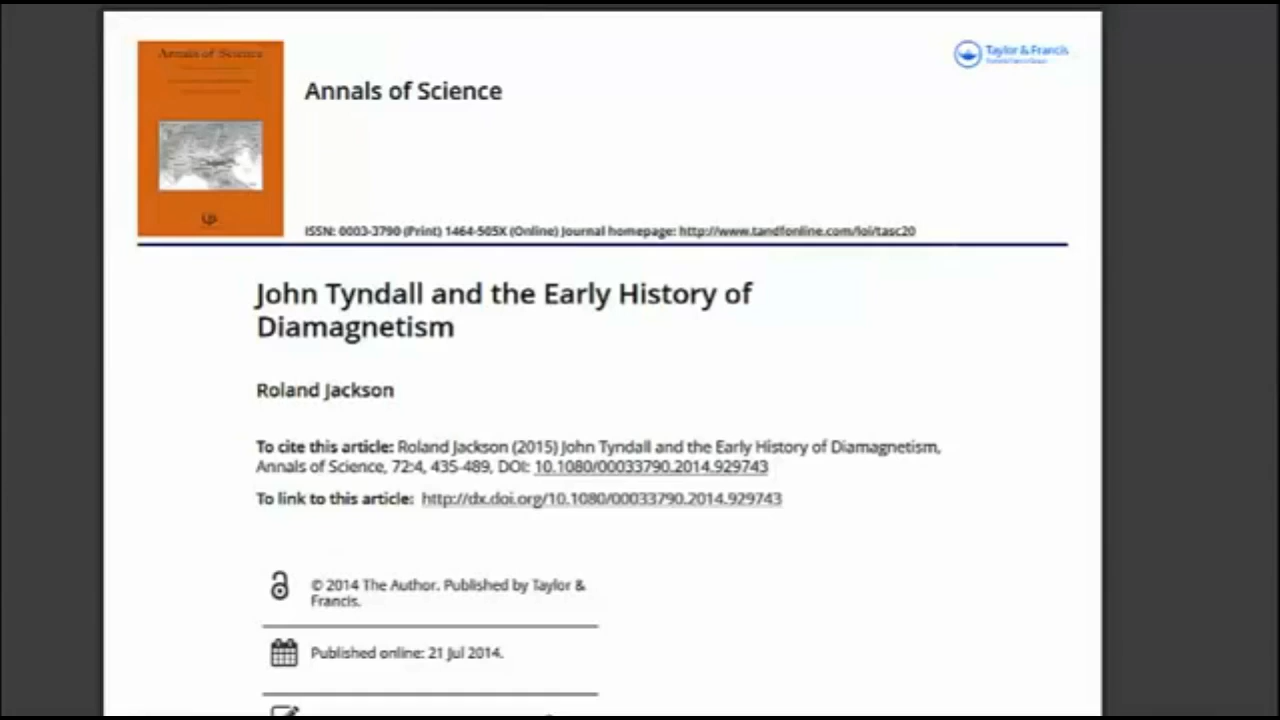 Annals of Science
Taylor & Francis
Annals of Science
ISSN: 0003-3790 (Print) 1464-505X (Online) Journal homepage: http://www.tandfonline.com/loi/tasc20
John Tyndall and the Early History of
Diamagnetism
Roland Jackson
To cite this article: Roland Jackson (2015) John Tyndall and the Early History of Diamagnetism,
Annals of Science, 72:4, 435-489, DOI: 10.1080/00033790.2014.929743
To link to this article: http://dx.doi.org/10.1080/00033790.2014.929743
© 2014 The Author. Published by Taylor &
Francis.
Published online: 21 Jul 2014.